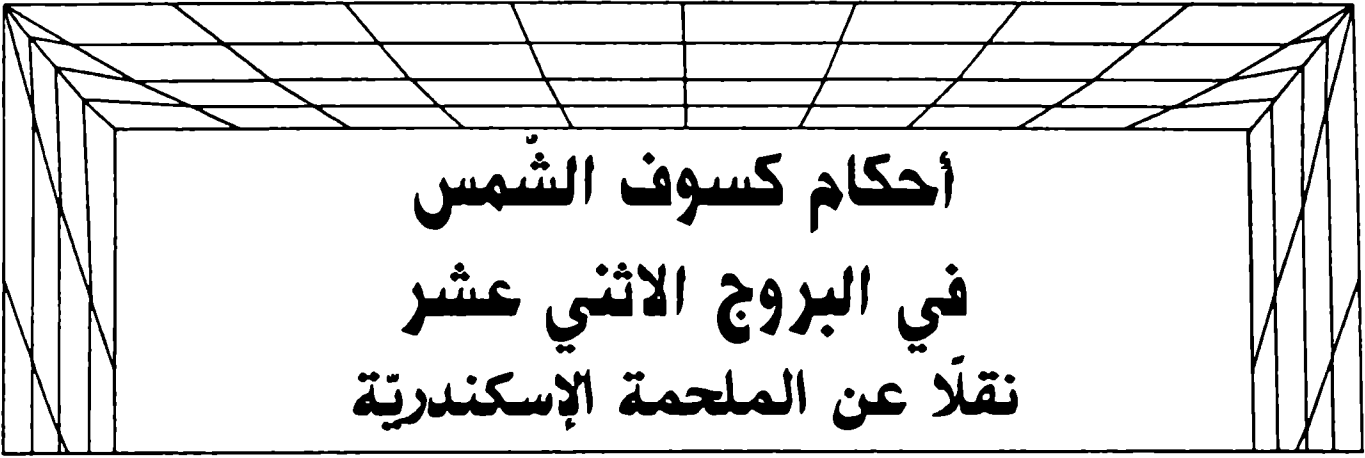 أحكام كسوف الشّمس
في البروج الاثني عشر
نقلًا عن الملحمة الإسكندريّة